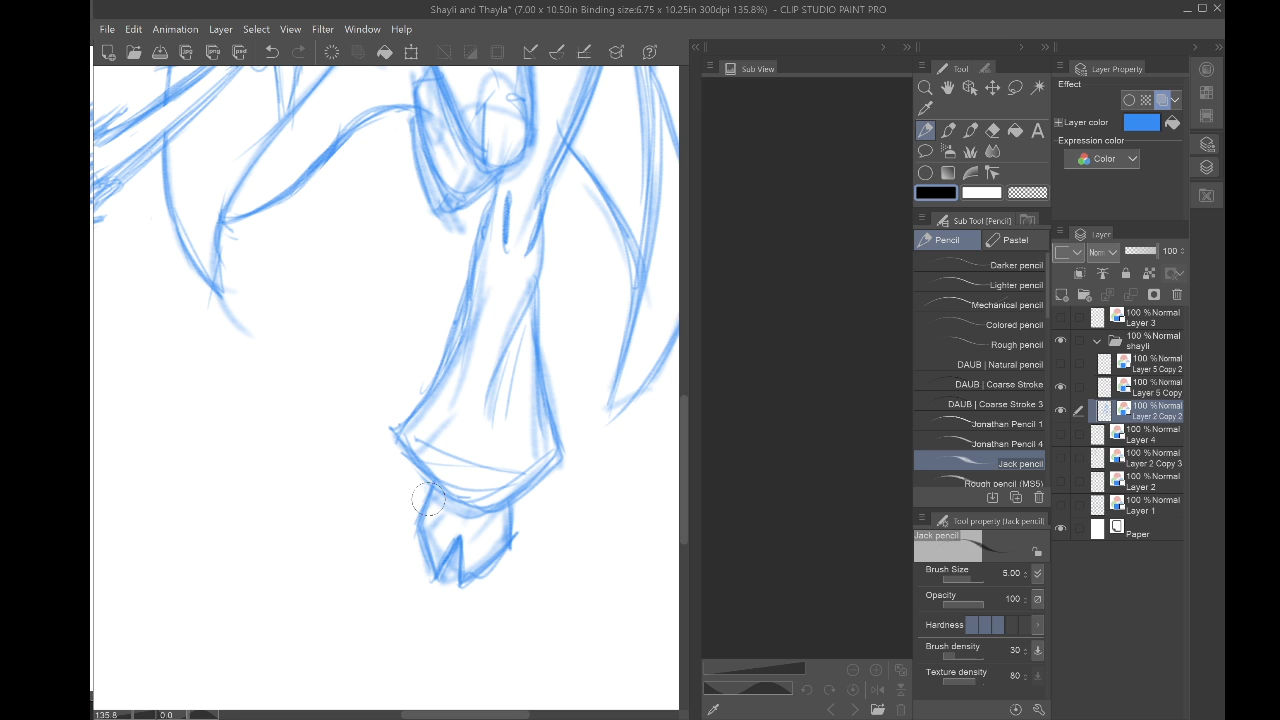 Shayli and Thayla* (7.00 x 10.50in Binding size:6.75 x 10.25in 300dpi 135.8%) - CLIP STUDIO PAINT PRO
File Edit Animation Layer Select View Filter Window Help
Sub View
Tool
Layer Property
Effect
Layer color
Expression color
Color
Sub Tool [Pencil]
Pencil
Pastel
Darker pencil
Lighter pencil
Mechanical pencil
Colored pencil
Rough pencil
DAUB | Natural pencil
DAUB | Coarse Stroke
DAUB | Coarse Stroke 3
Jonathan Pencil 1
Jonathan Pencil 4
Jack pencil
Rough pencil (MS5)
Tool property [Jack pencil]
Jack pencil
Brush Size 5.00
Opacity 100
Hardness
Brush density 30
Texture density 80
Layer
Norm 100
100 %Normal
Layer 3
100 %Normal
shayli
100 %Normal
Layer 5 Copy 2
100 %Normal
Layer 5 Copy
100 %Normal
Layer 2 Copy 2
100 %Normal
Layer 4
100 %Normal
Layer 2 Copy 3
100 %Normal
Layer 2
100 %Normal
Layer 1
Paper
135.8 0.0